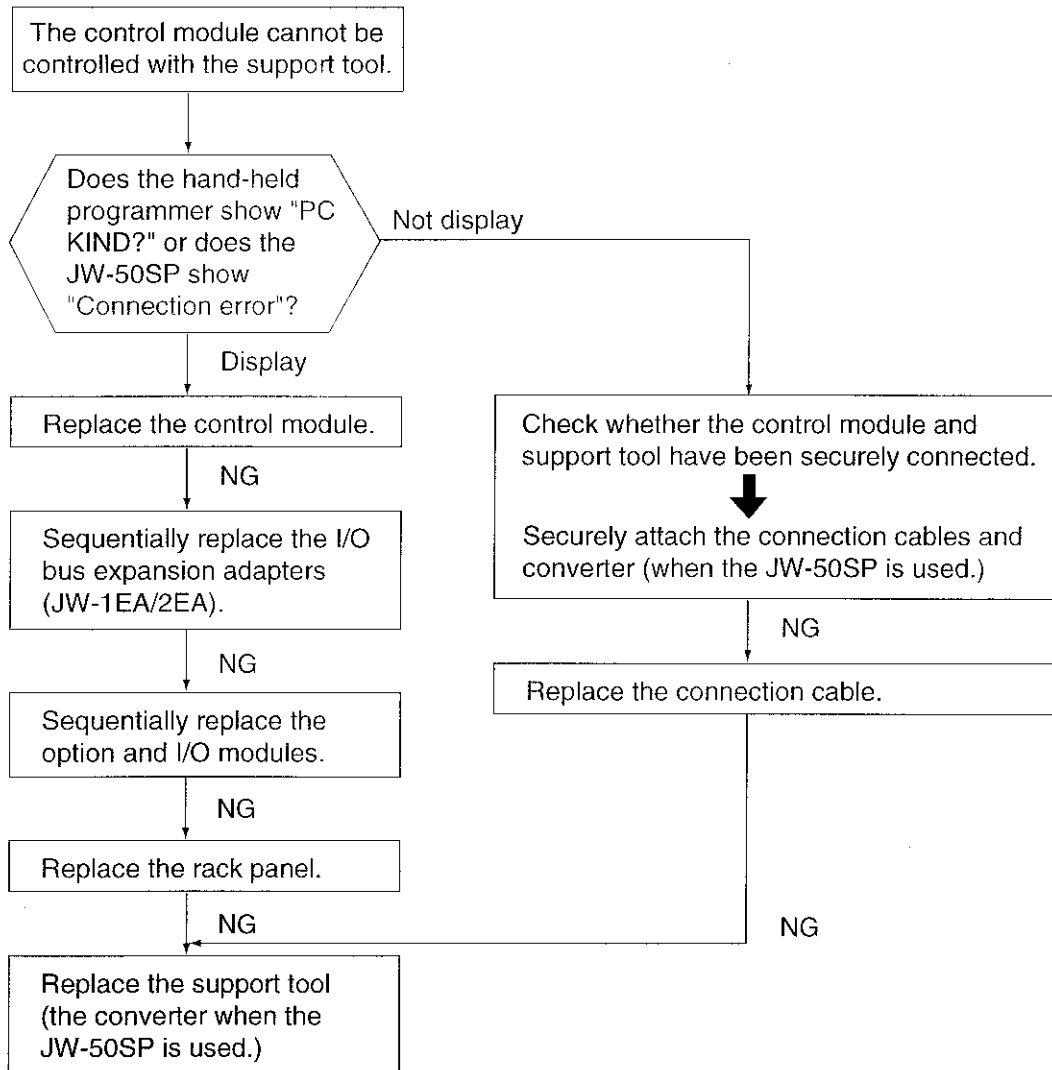 The control module cannot be
controlled with the support tool.
Does the hand-held
programmer show "PC
KIND?" or does the
JW-50SP show
"Connection error"?
Not display
Display
Replace the control module.
NG
Sequentially replace the I/O
bus expansion adapters
(JW-1EA/2EA).
NG
Sequentially replace the
option and I/O modules.
NG
Replace the rack panel.
NG
Check whether the control module and
support tool have been securely connected.
Securely attach the connection cables and
converter (when the JW-50SP is used.)
NG
Replace the connection cable.
NG
Replace the support tool
(the converter when the
JW-50SP is used.)